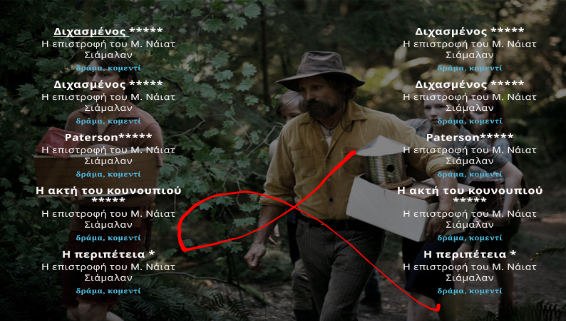 Διχασμένος *****
Η επιστροφή του Μ. Νάιατ
Σιάμαλαν
δράμα, κομεντί
Διχασμένος *****
Η επιστροφή του Μ. Νάιατ
Σιάμαλαν
δράμα, κομεντί
Paterson*****
Η επιστροφή του Μ. Νάιατ
Σιάμαλαν
δράμα, κομεντί
Η ακτή του κουνουπιού
*****
Η επιστροφή του Μ. Νάιατ
Σιάμαλαν
δράμα, κομεντί
Η περιπέτεια *
Η επιστροφή του Μ. Νάιατ
Σιάμαλαν
δράμα, κομεντί
Διχασμένος *****
Η επιστροφή του Μ. Νάιατ
Σιάμαλαν
δράμα, κομεντί
Διχασμένος *****
Η επιστροφή του Μ. Νάιατ
Σιάμαλαν
δράμα, κομεντί
Paterson*****
Η επιστροφή του Μ. Νάιατ
Σιάμαλαν
δράμα, κομεντί
Η ακτή του κουνουπιού
*****
Η επιστροφή του Μ. Νάιατ
Σιάμαλαν
δράμα, κομεντί
Η περιπέτεια *
Η επιστροφή του Μ. Νάιατ
Σιάμαλαν
δράμα, κομεντί